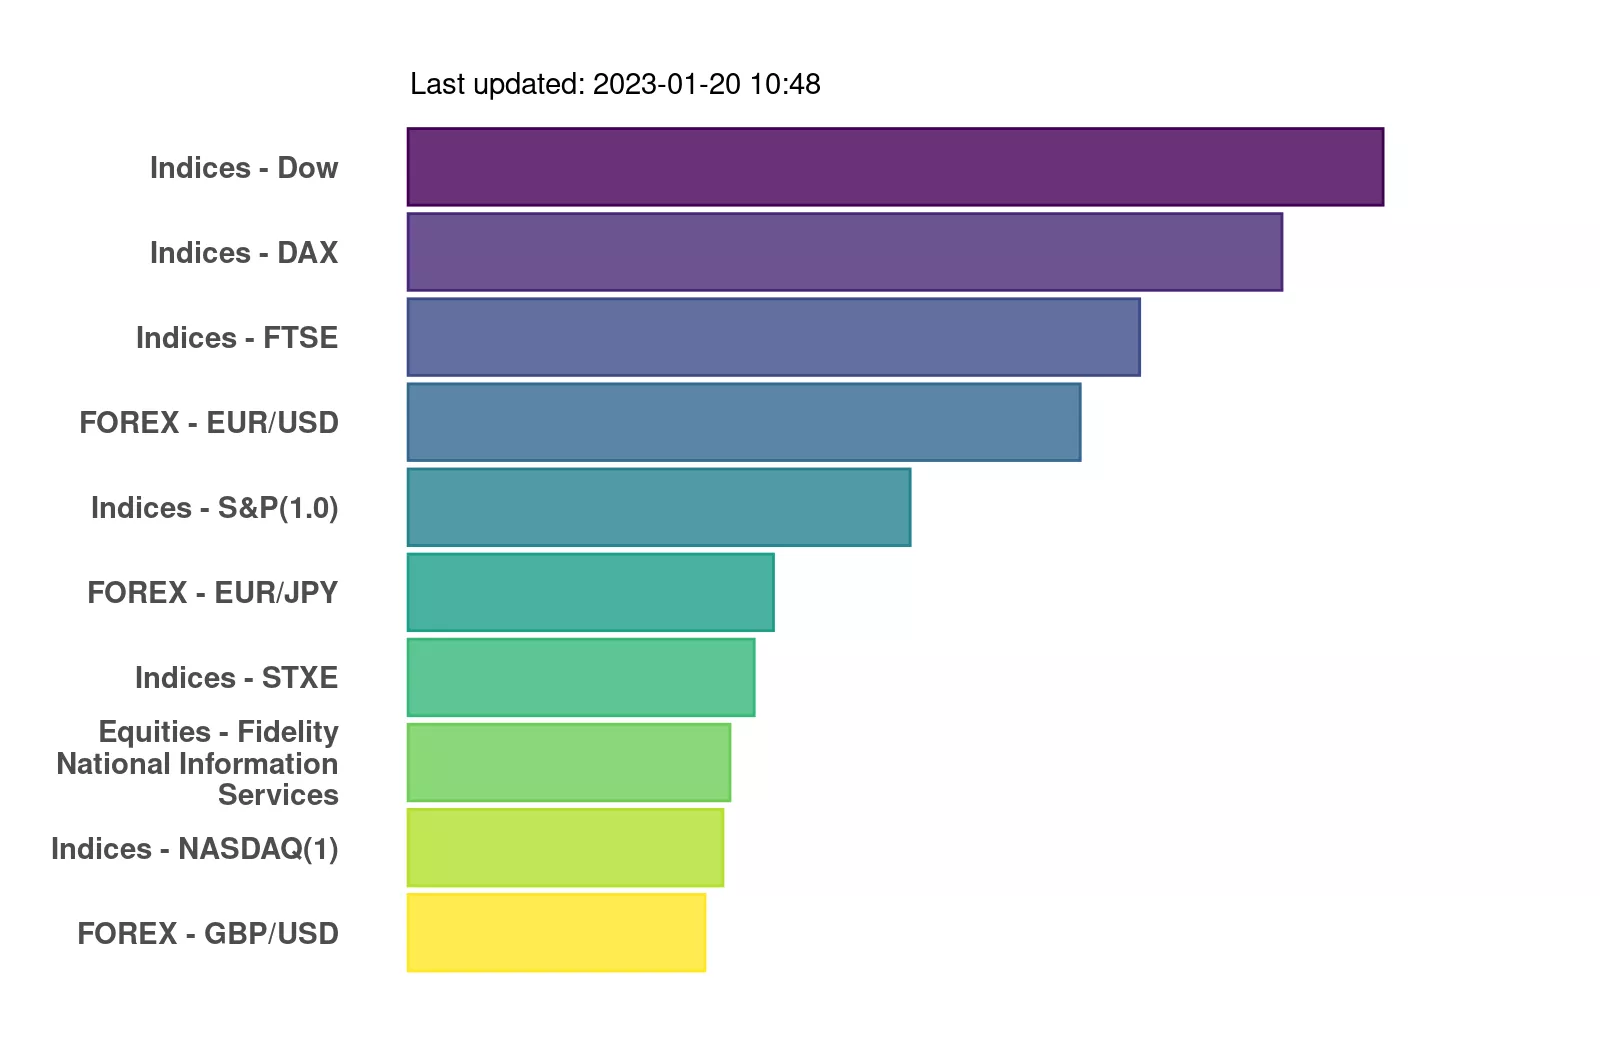 Last updated: 2023-01-20 10:48
Indices - Dow
Indices - DAX
Indices - FTSE
FOREX - EUR/USD
Indices - S&P(1.0)
FOREX - EUR/JPY
Indices - STXE
Equities - Fidelity
National Information
Services
Indices - NASDAQ(1)
FOREX - GBP/USD